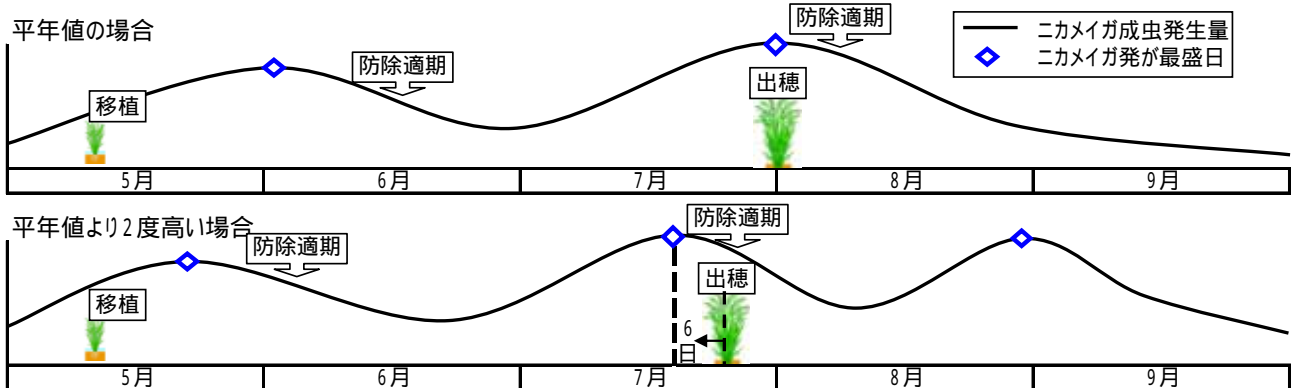 平年値の場合
防除適期
ニカメイガ成虫発生量
ニカメイガ発が最盛日
防除適期
出穂
移植
5月 6月 7月 8月 9月
平年値より2度高い場合
防除適期
防除適期
出穂
移植
6
日
5月 6月 7月 8月 9月